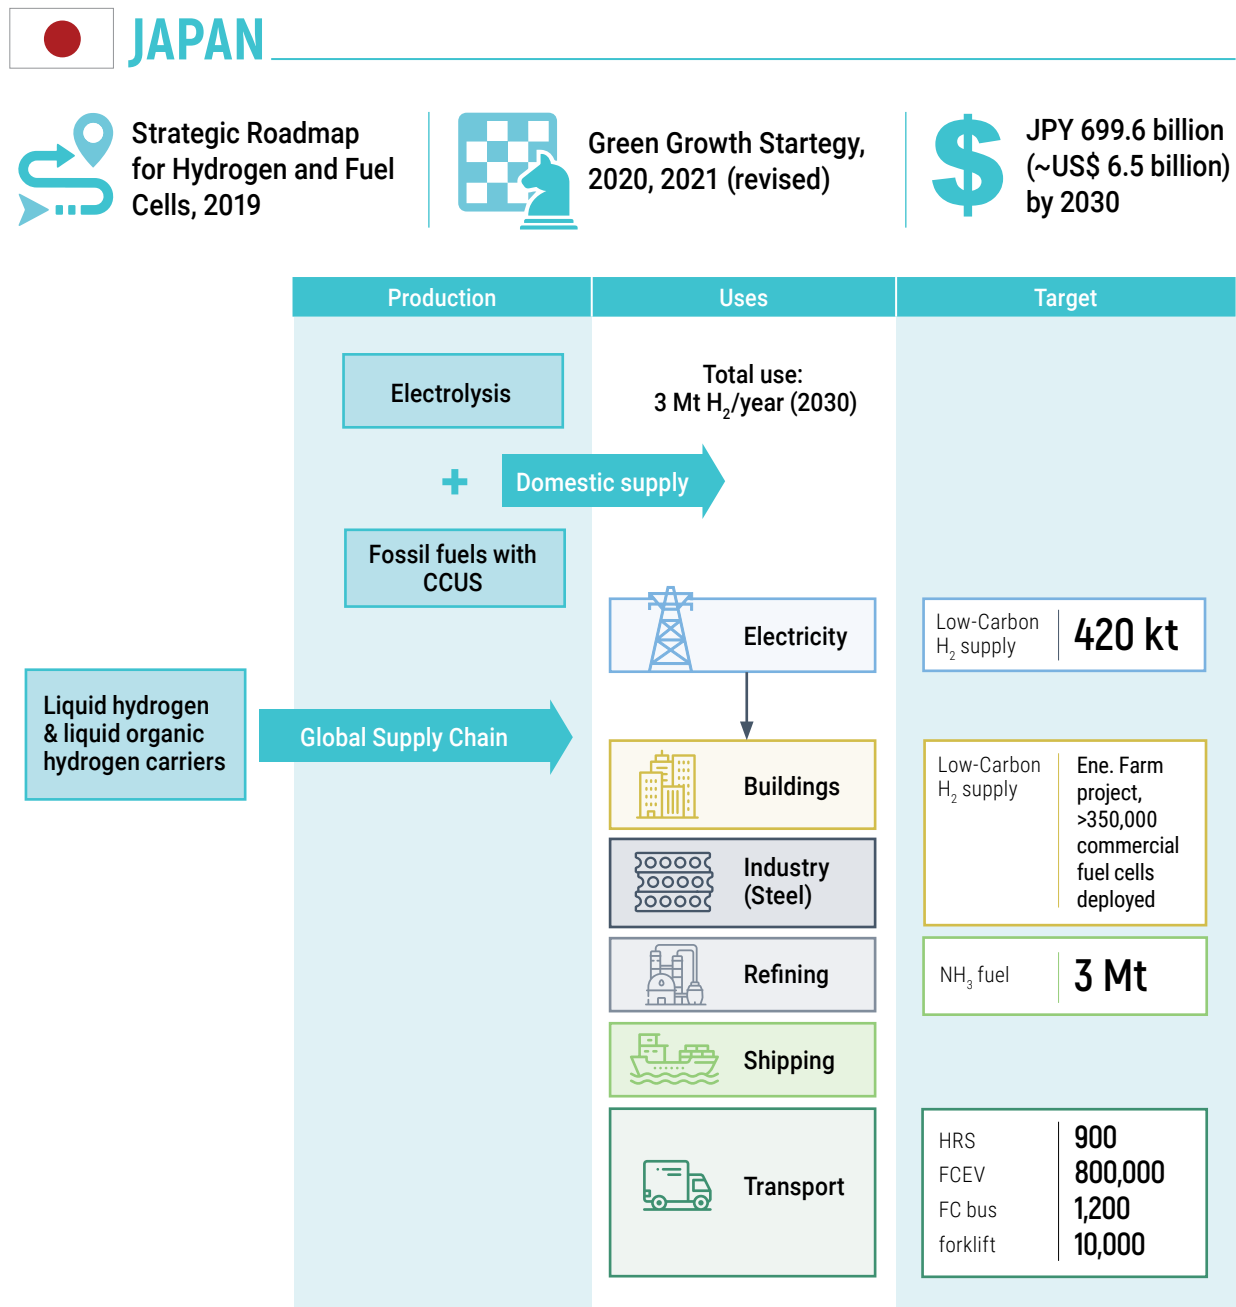 JAPAN
Strategic Roadmap
for Hydrogen and Fuel
Cells, 2019
Green Growth Startegy,
2020, 2021 (revised)
$
JPY 699.6 billion
(~US$ 6.5 billion)
by 2030
Production
Uses
Target
Electrolysis
+
Fossil fuels with
CCUS
Domestic supply
Total use:
3 Mt H₂/year (2030)
Liquid hydrogen
& liquid organic
hydrogen carriers
Global Supply Chain
Electricity
Low-Carbon
H₂ supply
420 kt
Buildings
Industry
(Steel)
Low-Carbon
H₂ supply
Ene. Farm
project,
>350,000
commercial
fuel cells
deployed
Refining
NH₃ fuel
3 Mt
Shipping
Transport
HRS 900
FCEV 800,000
FC bus 1,200
forklift 10,000